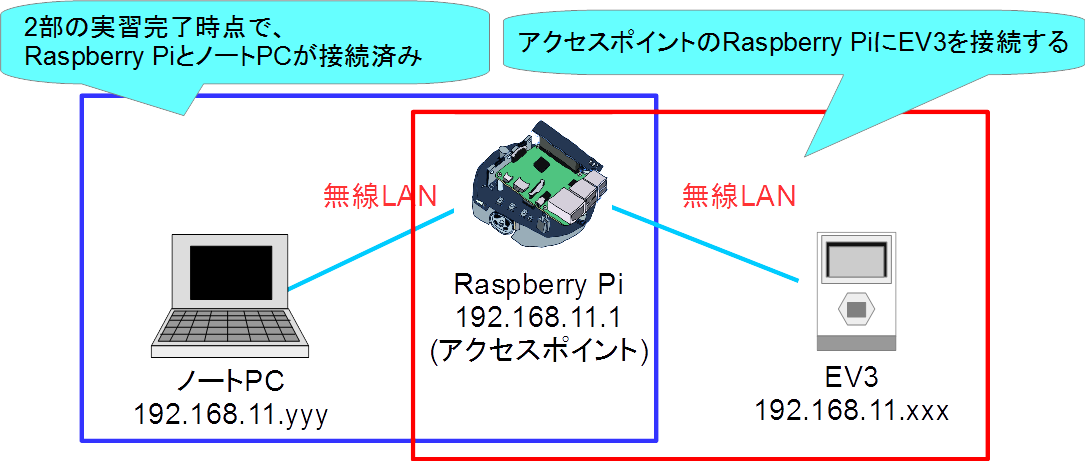 2部の実習完了時点で、
Raspberry PiとノートPCが接続済み
アクセスポイントのRaspberry PiにEV3を接続する
無線LAN
無線LAN
Raspberry Pi
192.168.11.1
(アクセスポイント)
ノートPC
192.168.11.yyy
EV3
192.168.11.xxx